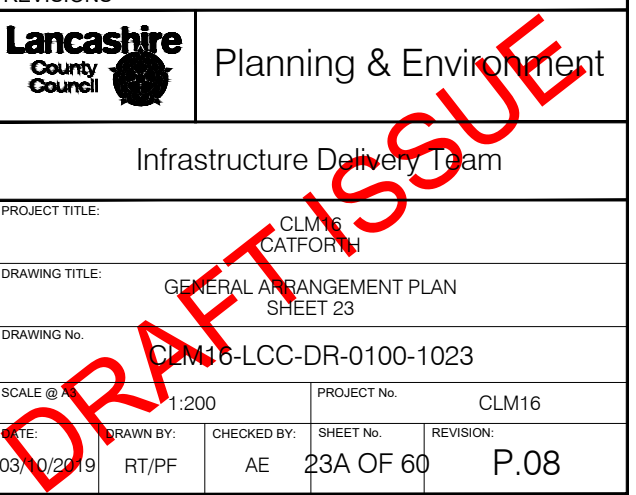 REVISIONS
Lancashire
County
Council
Planning & Environment
Infrastructure Delivery Team
PROJECT TITLE:
CLM16
CATFORTH
DRAWING TITLE:
GENERAL ARRANGEMENT PLAN
SHEET 23
DRAWING No.
CLM16-LCC-DR-0100-1023
SCALE @ A3
1:200
PROJECT No.
CLM16
DATE:
03/10/2019
DRAWN BY:
RT/PF
CHECKED BY:
AE
SHEET No.
23A OF 60
REVISION:
P.08
DRAFT ISSUE